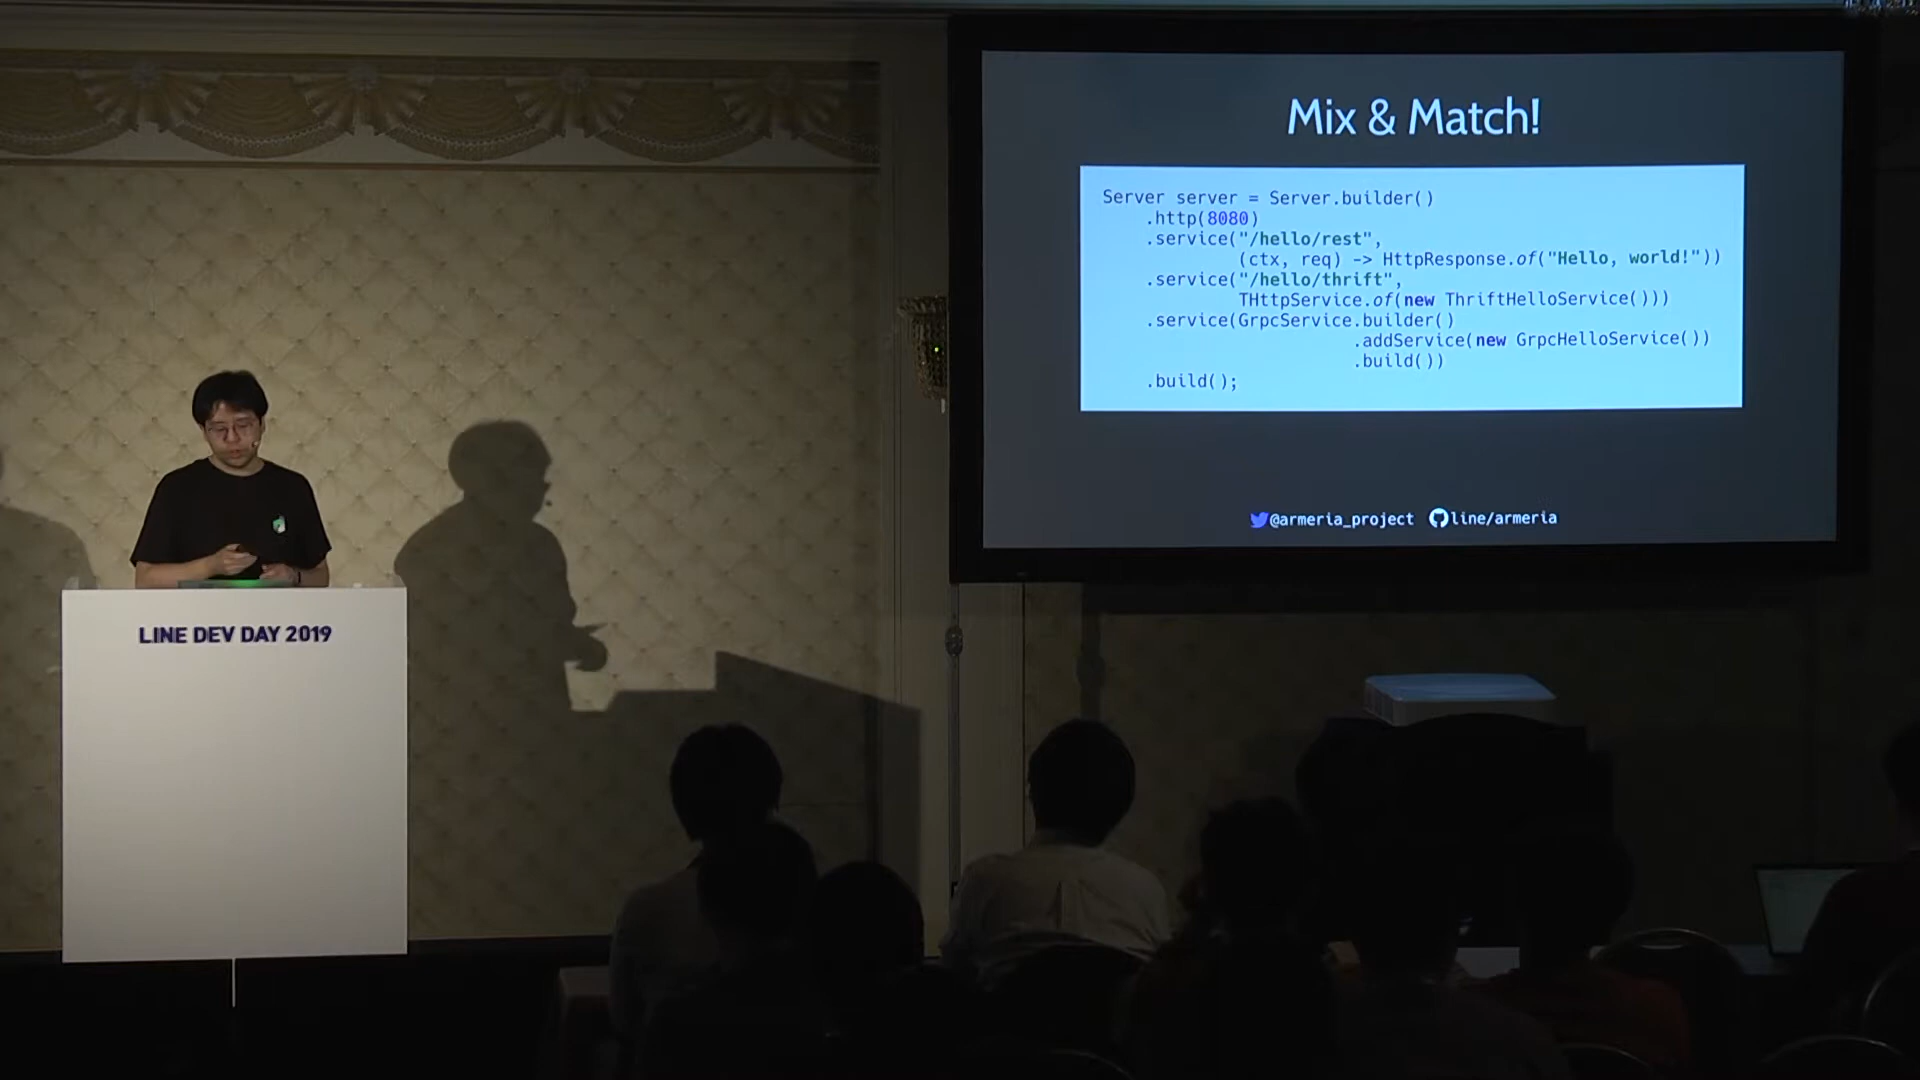 Mix & Match!
Server server = Server.builder()
.http(8080)
.service("/hello/rest",
(ctx, req) -> HttpResponse.of("Hello, world!"))
.service("/hello/thrift",
THttpService.of(new ThriftHelloService()))
.service(GrpcService.builder()
.addService(new GrpcHelloService())
.build())
.build();
@armeria_project line/armeria
LINE DEV DAY 2019